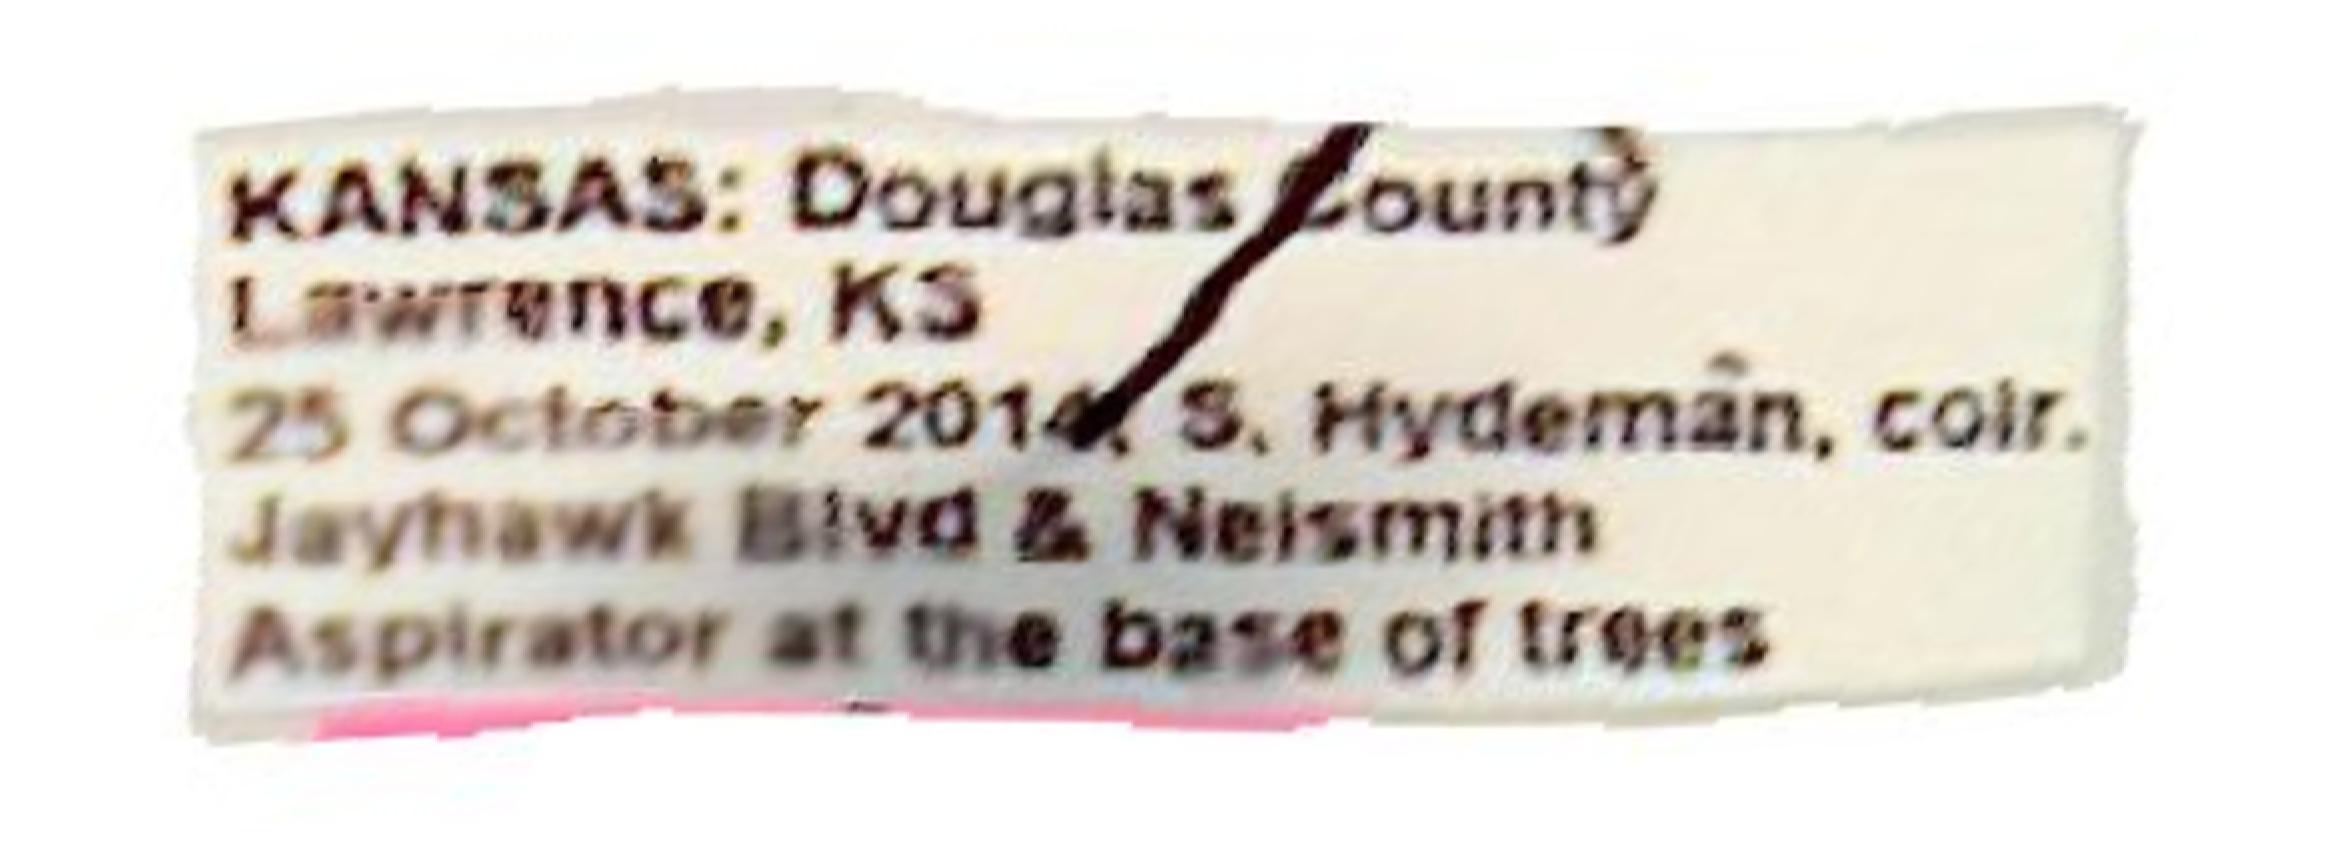 KANSAS: Douglas County
Lawrence, KS
25 October 2014, S. Hydeman, colr.
Jayhawk Blvd & Neismith
Aspirator at the base of trees